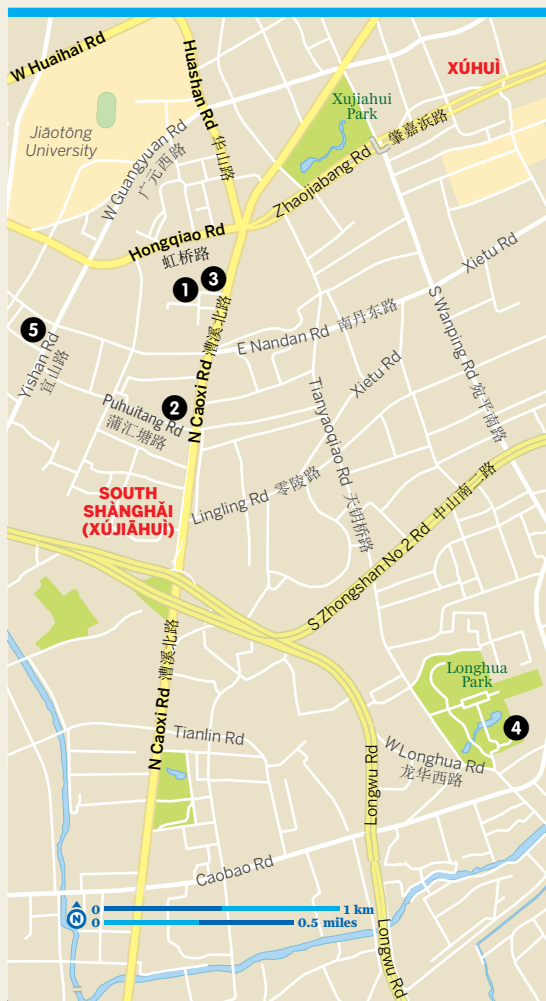 W Huaihai Rd
Huashan Rd 华山路
XÚHUÌ
Xujiahui
Park
Jiāotōng
University
W Guangyuan Rd
广元西路
Zhaojiabang Rd 肇嘉浜路
Hongqiao Rd
虹桥路
1
3
Xietu Rd
5
Yishan Rd
宜山路
E Nandan Rd 南丹东路
S Wanping Rd 宛平南路
N Caoxi Rd 漕溪北路
Xietu Rd
2
Puhuitang Rd
蒲汇塘路
Tianyaoqiao Rd 天钥桥路
SOUTH
SHÀNGHǍI
(XÚJIĀHUÌ)
Lingling Rd 零陵路
S Zhongshan No 2 Rd 中山南二路
N Caoxi Rd 漕溪北路
Longhua
Park
4
Tianlin Rd
W Longhua Rd
龙华西路
Longwu Rd
Caobao Rd
N
0 1 km
0 0.5 miles
Longwu Rd